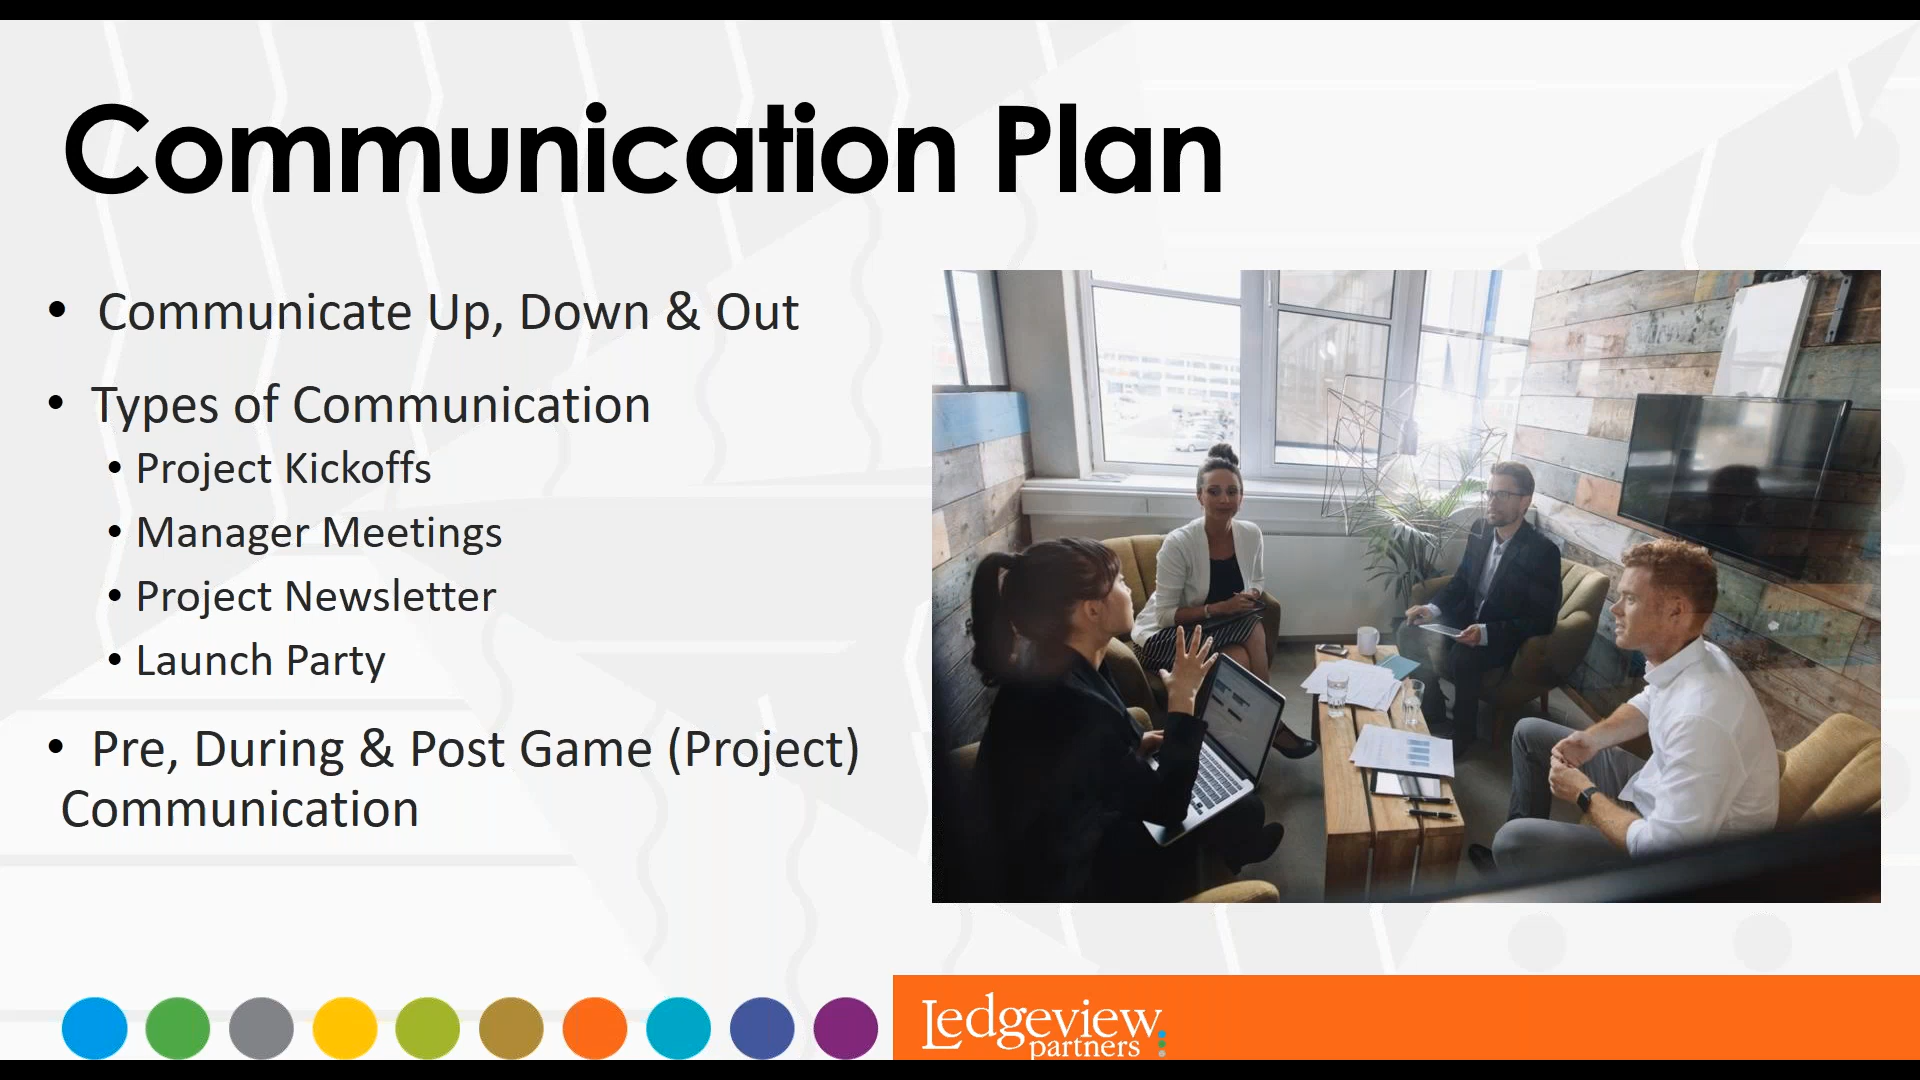 Communication Plan
• Communicate Up, Down & Out
• Types of Communication
• Project Kickoffs
• Manager Meetings
• Project Newsletter
• Launch Party
• Pre, During & Post Game (Project)
Communication
Ledgeview
partners